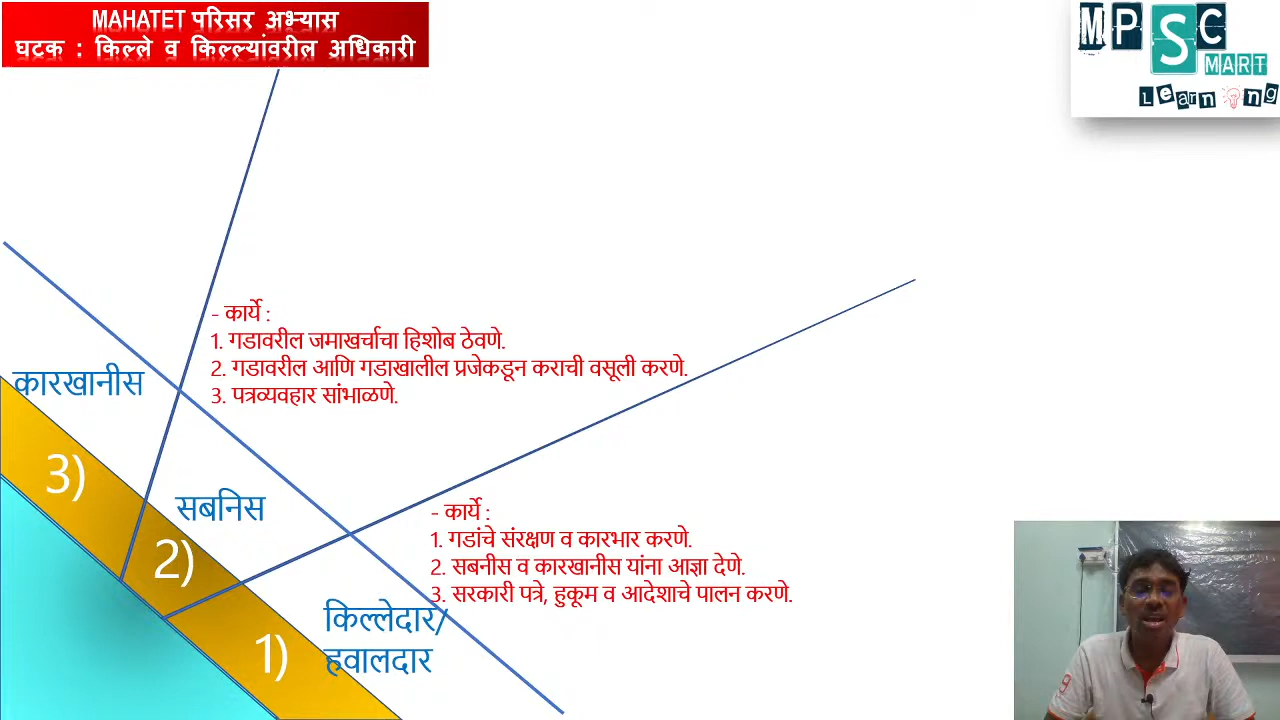 MAHATET परिसर अभ्यास
घटक : किल्ले व किल्ल्यांवरील अधिकारी
MPSC
SMART
Learning
- कार्ये :
1. गडावरील जमाखर्चाचा हिशोब ठेवणे.
2. गडावरील आणि गडाखालील प्रजेकडून कराची वसूली करणे.
3. पत्रव्यवहार सांभाळणे.
कारखानीस
3)
सबनिस
2)
- कार्ये :
1. गडांचे संरक्षण व कारभार करणे.
2. सबनीस व कारखानीस यांना आज्ञा देणे.
3. सरकारी पत्रे, हुकूम व आदेशाचे पालन करणे.
किल्लेदार/
हवालदार
1)